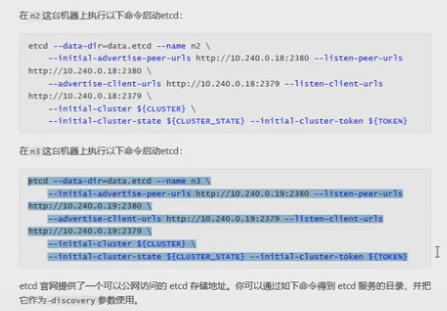 在 n2 这台机器上执行以下命令启动etcd:
etcd --data-dir=data.etcd --name n2 \
--initial-advertise-peer-urls http://10.240.0.18:2380 --listen-peer-urls
http://10.240.0.18:2380 \
--advertise-client-urls http://10.240.0.18:2379 --listen-client-urls
http://10.240.0.18:2379 \
--initial-cluster ${CLUSTER} \
--initial-cluster-state ${CLUSTER_STATE} --initial-cluster-token ${TOKEN}
在 n3 这台机器上执行以下命令启动etcd:
etcd --data-dir=data.etcd --name n3 \
--initial-advertise-peer-urls http://10.240.0.19:2380 --listen-peer-urls
http://10.240.0.19:2380 \
--advertise-client-urls http://10.240.0.19:2379 --listen-client-urls
http://10.240.0.19:2379 \
--initial-cluster ${CLUSTER} \
--initial-cluster-state ${CLUSTER_STATE} --initial-cluster-token ${TOKEN}
etcd 官网提供了一个可以公网访问的 etcd 存储地址。你可以通过如下命令得到 etcd 服务的目录，并把
它作为-discovery 参数使用。